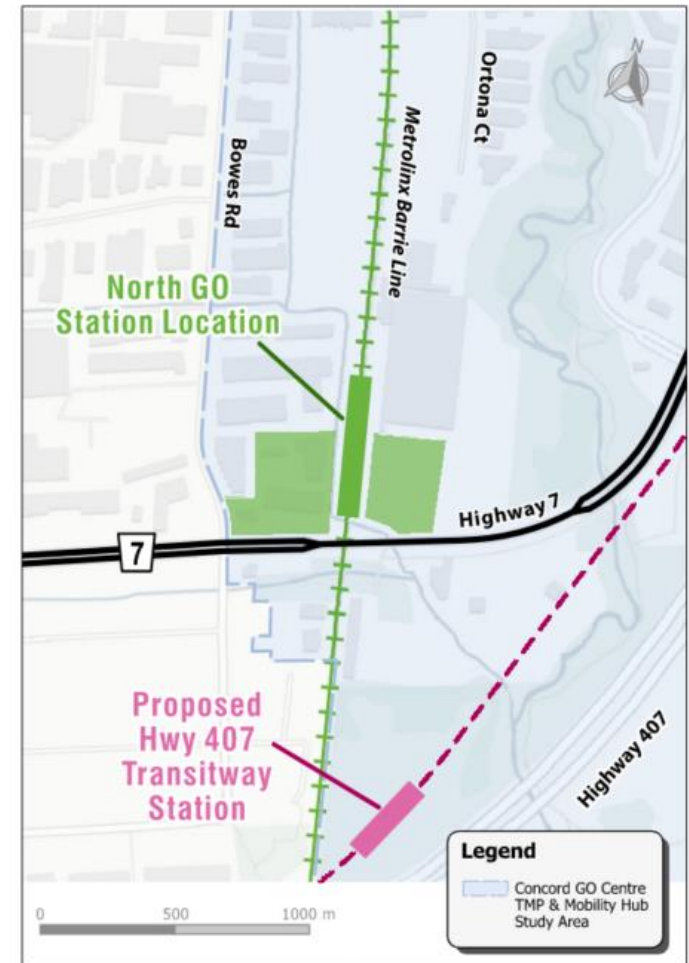 N
Ortona Ct
Metrolinx Barrie Line
Bowes Rd
North GO
Station Location
Highway 7
7
Proposed
Hwy 407
Transitway
Station
Highway 407
Legend
Concord GO Centre
TMP & Mobility Hub
Study Area
0 500 1000 m